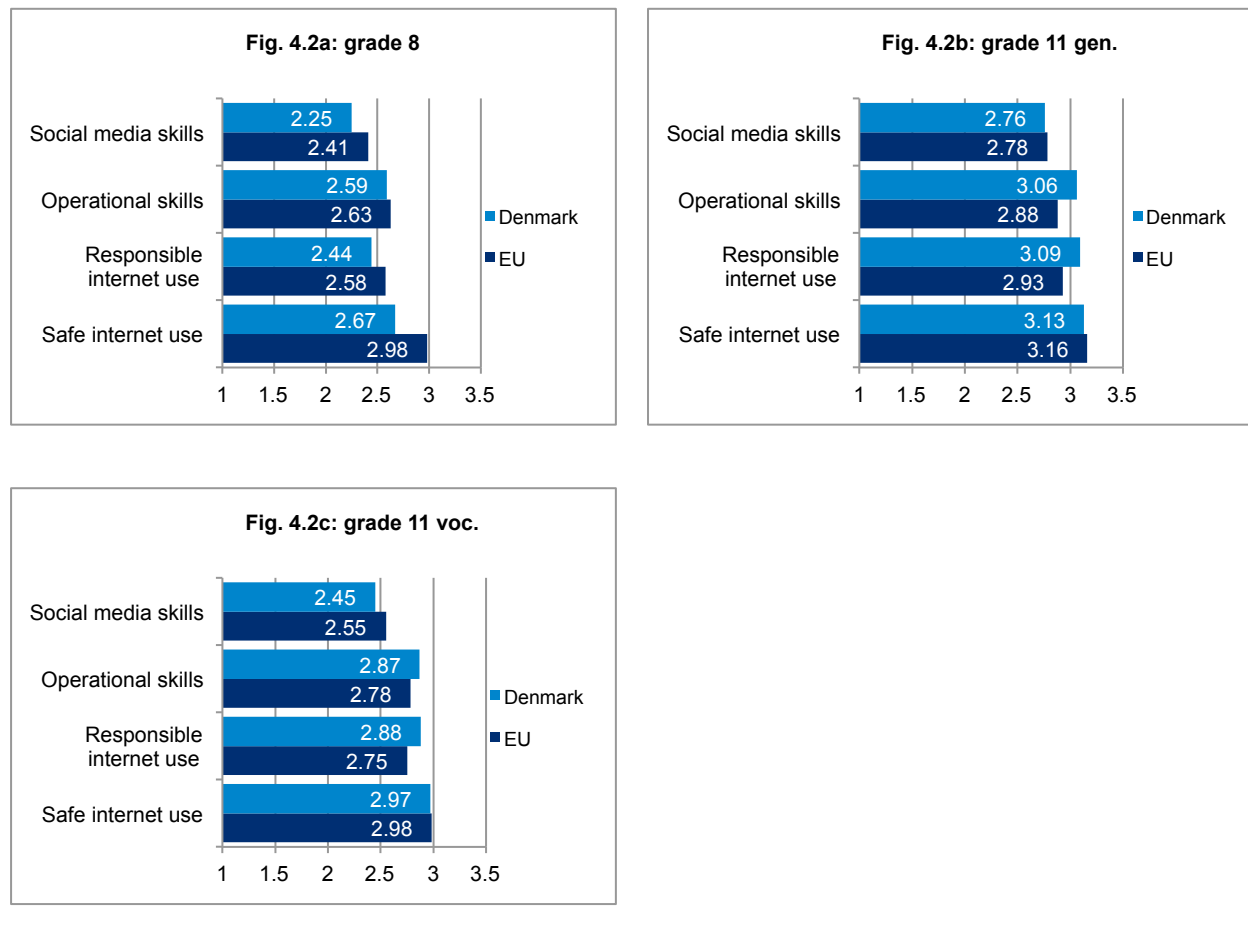 Fig. 4.2a: grade 8
Social media skills
2.25
2.41
Operational skills
2.59
2.63
Responsible
internet use
2.44
2.58
Safe internet use
2.67
2.98
1 1.5 2 2.5 3 3.5
Denmark
EU
Fig. 4.2b: grade 11 gen.
Social media skills
2.76
2.78
Operational skills
3.06
2.88
Responsible
internet use
3.09
2.93
Safe internet use
3.13
3.16
1 1.5 2 2.5 3 3.5
Denmark
EU
Fig. 4.2c: grade 11 voc.
Social media skills
2.45
2.55
Operational skills
2.87
2.78
Responsible
internet use
2.88
2.75
Safe internet use
2.97
2.98
1 1.5 2 2.5 3 3.5
Denmark
EU